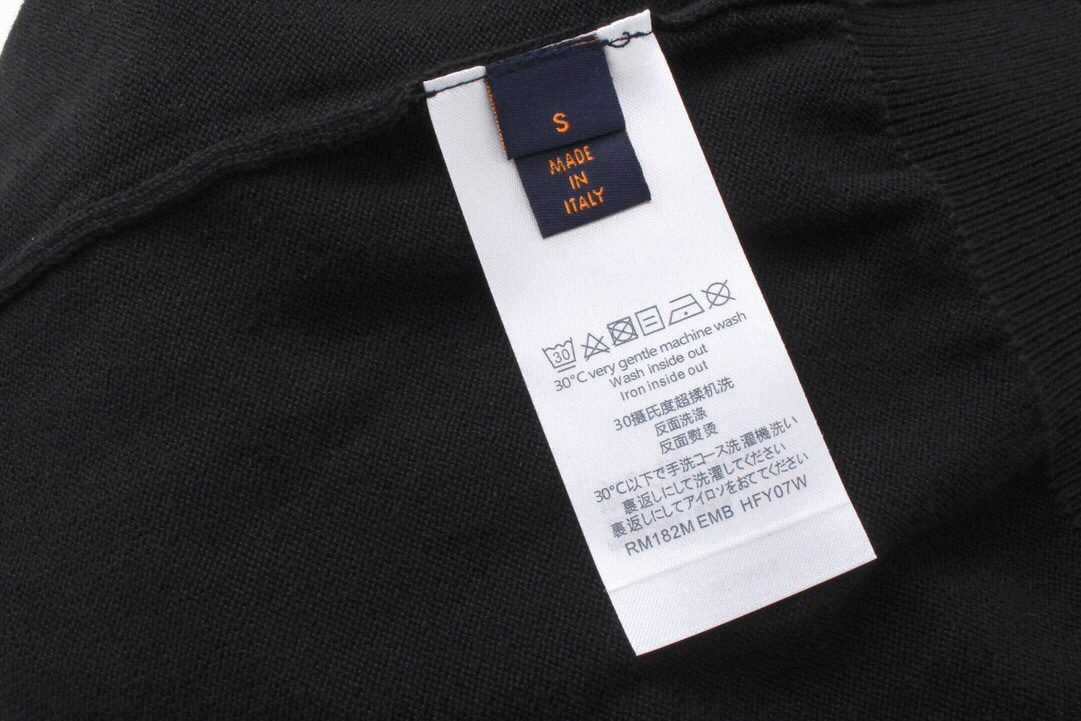 S
MADE
IN
ITALY
30
30°C very gentle machine wash
Wash inside out
Iron inside out
30摄氏度超揉机洗
反面洗涤
反面熨烫
30°C以下で手洗コース洗濯機洗い
裏返しにして洗濯してください
裏返しにしてアイロソをおててください
RM182M EMB HFY07W